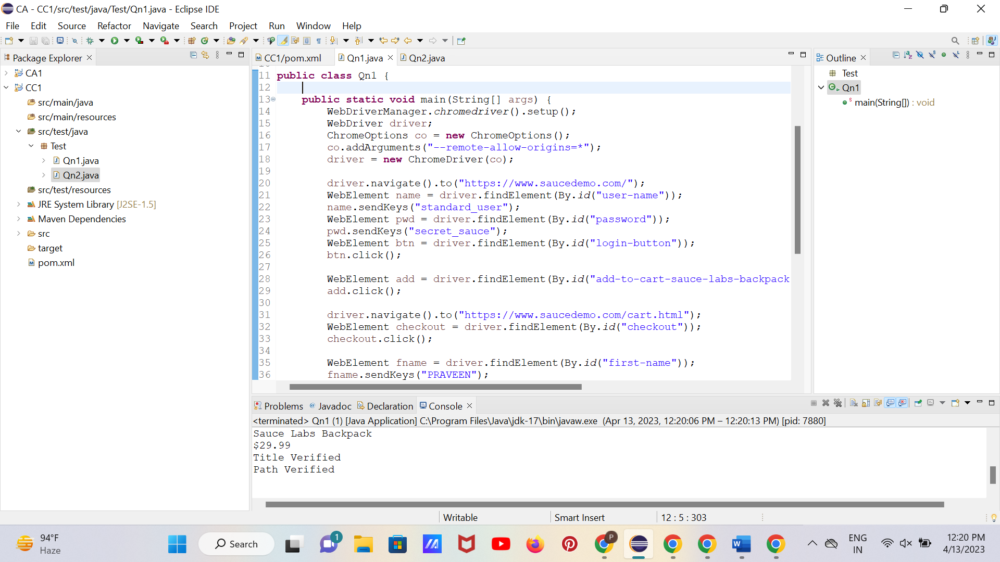 CA - CC1/src/test/java/Test/Qn1.java - Eclipse IDE
File Edit Source Refactor Navigate Search Project Run Window Help
Package Explorer
CA1
CC1
src/main/java
src/main/resources
src/test/java
Test
Qn1.java
Qn2.java
src/test/resources
JRE System Library [J2SE-1.5]
Maven Dependencies
src
target
pom.xml
CC1/pom.xml Qn1.java Qn2.java
11 public class Qn1 {
12
13 public static void main(String[] args) {
14 WebDriverManager.chromedriver().setup();
15 WebDriver driver;
16 ChromeOptions co = new ChromeOptions();
17 co.addArguments("--remote-allow-origins=*");
18 driver = new ChromeDriver(co);
19
20 driver.navigate().to("https://www.saucedemo.com/");
21 WebElement name = driver.findElement(By.id("user-name"));
22 name.sendKeys("standard_user");
23 WebElement pwd = driver.findElement(By.id("password"));
24 pwd.sendKeys("secret_sauce");
25 WebElement btn = driver.findElement(By.id("login-button"));
26 btn.click();
27
28 WebElement add = driver.findElement(By.id("add-to-cart-sauce-labs-backpack
29 add.click();
30
31 driver.navigate().to("https://www.saucedemo.com/cart.html");
32 WebElement checkout = driver.findElement(By.id("checkout"));
33 checkout.click();
34
35 WebElement fname = driver.findElement(By.id("first-name"));
36 fname.sendKeys("PRAVEEN");
Outline
Test
Qn1
main(String[]) : void
Problems Javadoc Declaration Console
<terminated> Qn1 (1) [Java Application] C:\Program Files\Java\jdk-17\bin\javaw.exe (Apr 13, 2023, 12:20:06 PM – 12:20:13 PM) [pid: 7880]
Sauce Labs Backpack
$29.99
Title Verified
Path Verified
Writable Smart Insert 12 : 5 : 303
94°F
Haze
Search
1
P
ENG
IN
12:20 PM
4/13/2023